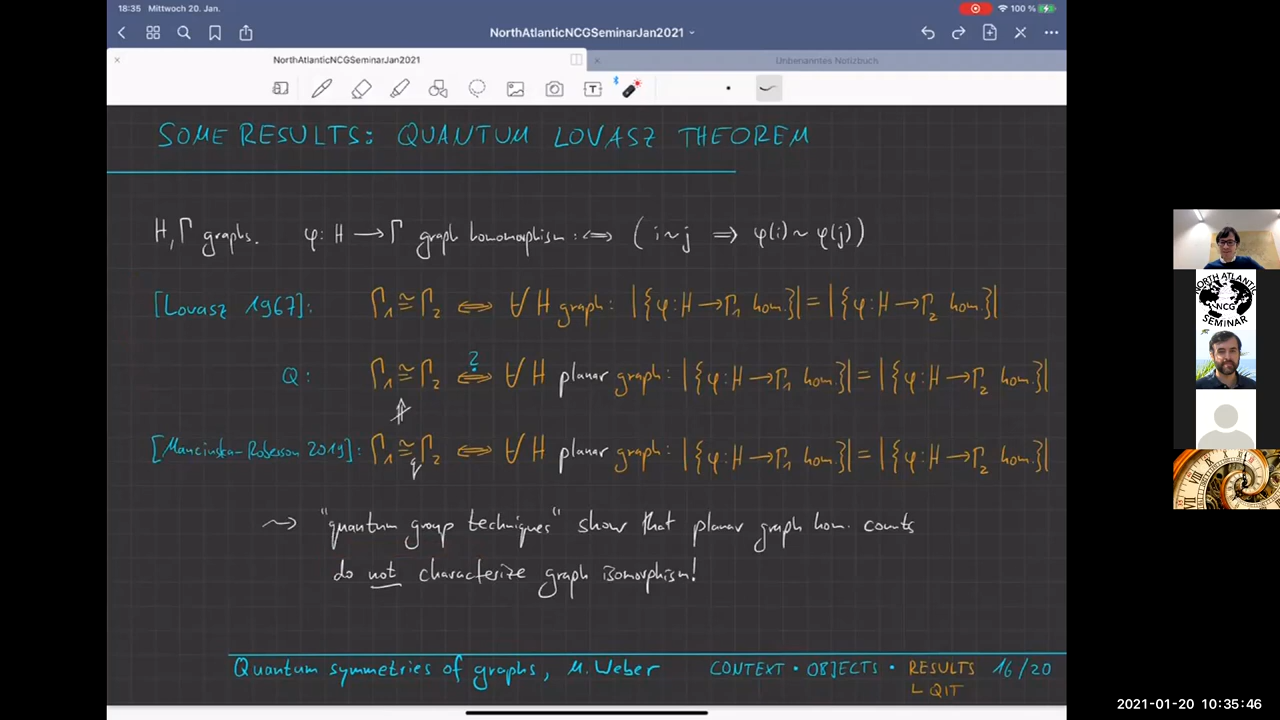 18:35 Mittwoch 20. Jan.
100 %
NorthAtlanticNCGSeminarJan2021
NorthAtlanticNCGSeminarJan2021
Unbenanntes Notizbuch
SOME RESULTS: QUANTUM LOVASZ THEOREM
H, Γ graphs. φ: H → Γ graph homomorphism :⟺ ( i~j ⟹ φ(i) ~ φ(j) )
[Lovasz 1967]: Γ₁ ≅ Γ₂ ⟺ ∀ H graph: |{φ: H → Γ₁ hom.}| = |{φ: H → Γ₂ hom.}|
?
Q: Γ₁ ≅ Γ₂ ⟺ ∀ H planar graph: |{φ: H → Γ₁ hom.}| = |{φ: H → Γ₂ hom.}|
⇑̸
[Mancinska-Roberson 2019]: Γ₁ ≅q Γ₂ ⟺ ∀ H planar graph: |{φ: H → Γ₁ hom.}| = |{φ: H → Γ₂ hom.}|
⇝ "quantum group techniques" show that planar graph hom. counts
do not characterize graph isomorphism!
Quantum symmetries of graphs, M. Weber CONTEXT • OBJECTS • RESULTS 16/20
∟ QIT
NORTH ATLANTIC
NCG
SEMINAR
2021-01-20 10:35:46